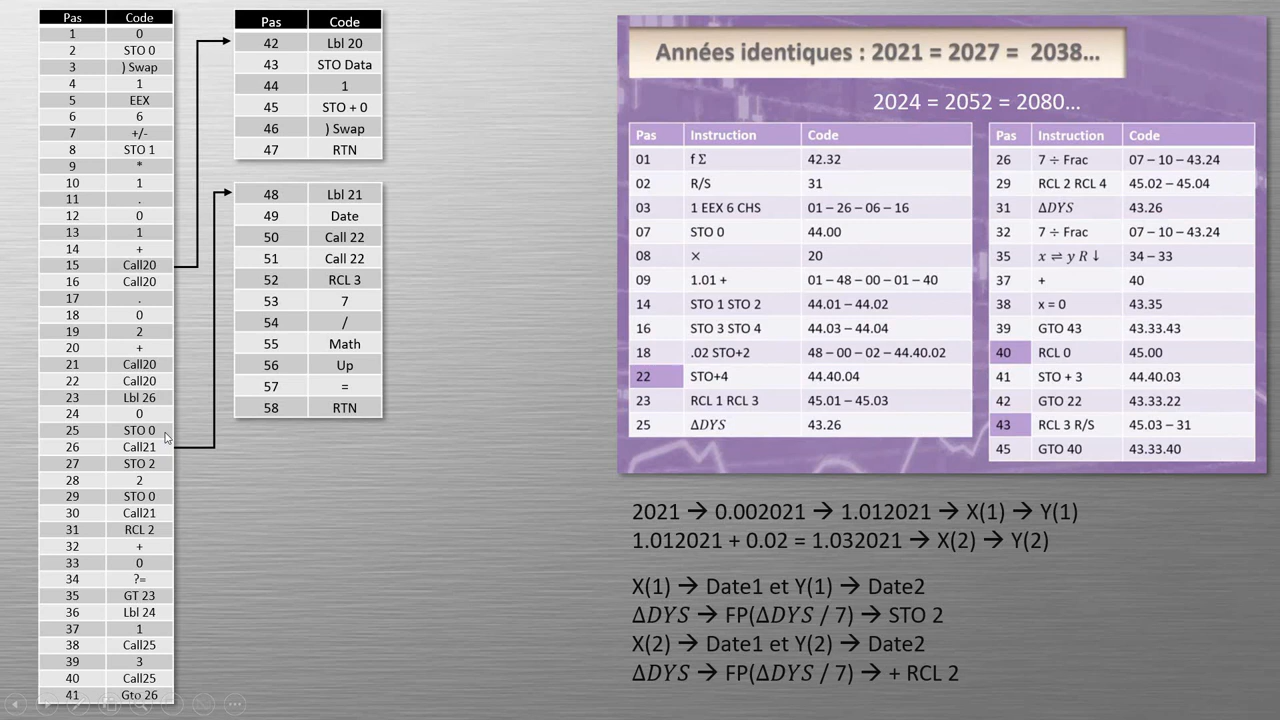 Pas Code
1 0
2 STO 0
3 ) Swap
4 1
5 EEX
6 6
7 +/-
8 STO 1
9 *
10 1
11 .
12 0
13 1
14 +
15 Call20
16 Call20
17 .
18 0
19 2
20 +
21 Call20
22 Call20
23 Lbl 26
24 0
25 STO 0
26 Call21
27 STO 2
28 2
29 STO 0
30 Call21
31 RCL 2
32 +
33 0
34 ?=
35 GT 23
36 Lbl 24
37 1
38 Call25
39 3
40 Call25
41 Gto 26
Pas Code
42 Lbl 20
43 STO Data
44 1
45 STO + 0
46 ) Swap
47 RTN
48 Lbl 21
49 Date
50 Call 22
51 Call 22
52 RCL 3
53 7
54 /
55 Math
56 Up
57 =
58 RTN
Années identiques : 2021 = 2027 = 2038...
2024 = 2052 = 2080...
Pas Instruction Code
01 f Σ 42.32
02 R/S 31
03 1 EEX 6 CHS 01 – 26 – 06 – 16
07 STO 0 44.00
08 × 20
09 1.01 + 01 – 48 – 00 – 01 – 40
14 STO 1 STO 2 44.01 – 44.02
16 STO 3 STO 4 44.03 – 44.04
18 .02 STO+2 48 – 00 – 02 – 44.40.02
22 STO+4 44.40.04
23 RCL 1 RCL 3 45.01 – 45.03
25 ΔDYS 43.26
Pas Instruction Code
26 7 ÷ Frac 07 – 10 – 43.24
29 RCL 2 RCL 4 45.02 – 45.04
31 ΔDYS 43.26
32 7 ÷ Frac 07 – 10 – 43.24
35 x ⇌ y R ↓ 34 – 33
37 + 40
38 x = 0 43.35
39 GTO 43 43.33.43
40 RCL 0 45.00
41 STO + 3 44.40.03
42 GTO 22 43.33.22
43 RCL 3 R/S 45.03 – 31
45 GTO 40 43.33.40
2021 → 0.002021 → 1.012021 → X(1) → Y(1)
1.012021 + 0.02 = 1.032021 → X(2) → Y(2)
X(1) → Date1 et Y(1) → Date2
ΔDYS → FP(ΔDYS / 7) → STO 2
X(2) → Date1 et Y(2) → Date2
ΔDYS → FP(ΔDYS / 7) → + RCL 2